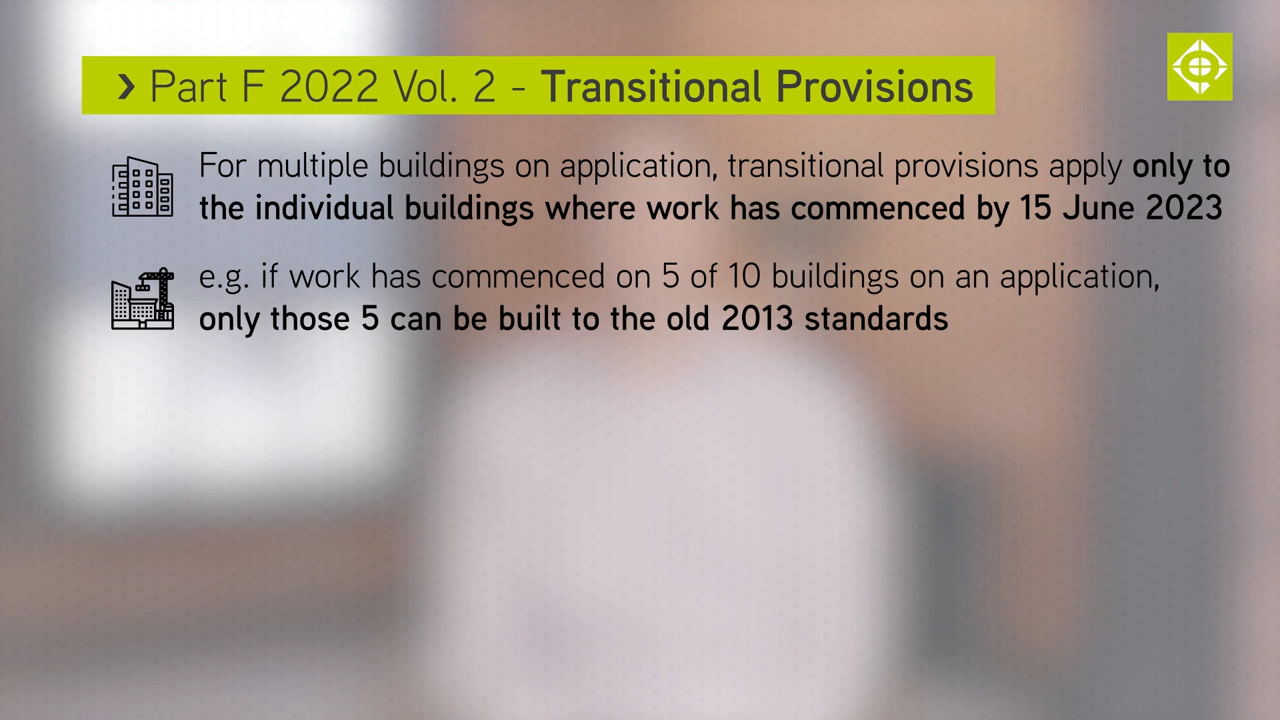 › Part F 2022 Vol. 2 - Transitional Provisions
For multiple buildings on application, transitional provisions apply only to
the individual buildings where work has commenced by 15 June 2023
e.g. if work has commenced on 5 of 10 buildings on an application,
only those 5 can be built to the old 2013 standards